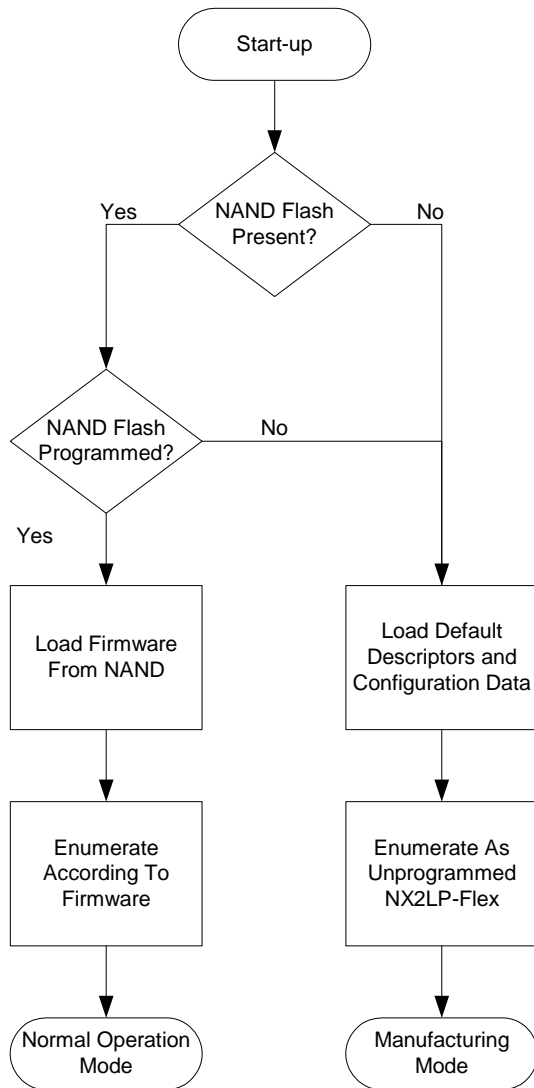 Start-up
Yes
NAND Flash
Present?
No
NAND Flash
Programmed?
No
Yes
Load Firmware
From NAND
Load Default
Descriptors and
Configuration Data
Enumerate
According To
Firmware
Enumerate As
Unprogrammed
NX2LP-Flex
Normal Operation
Mode
Manufacturing
Mode